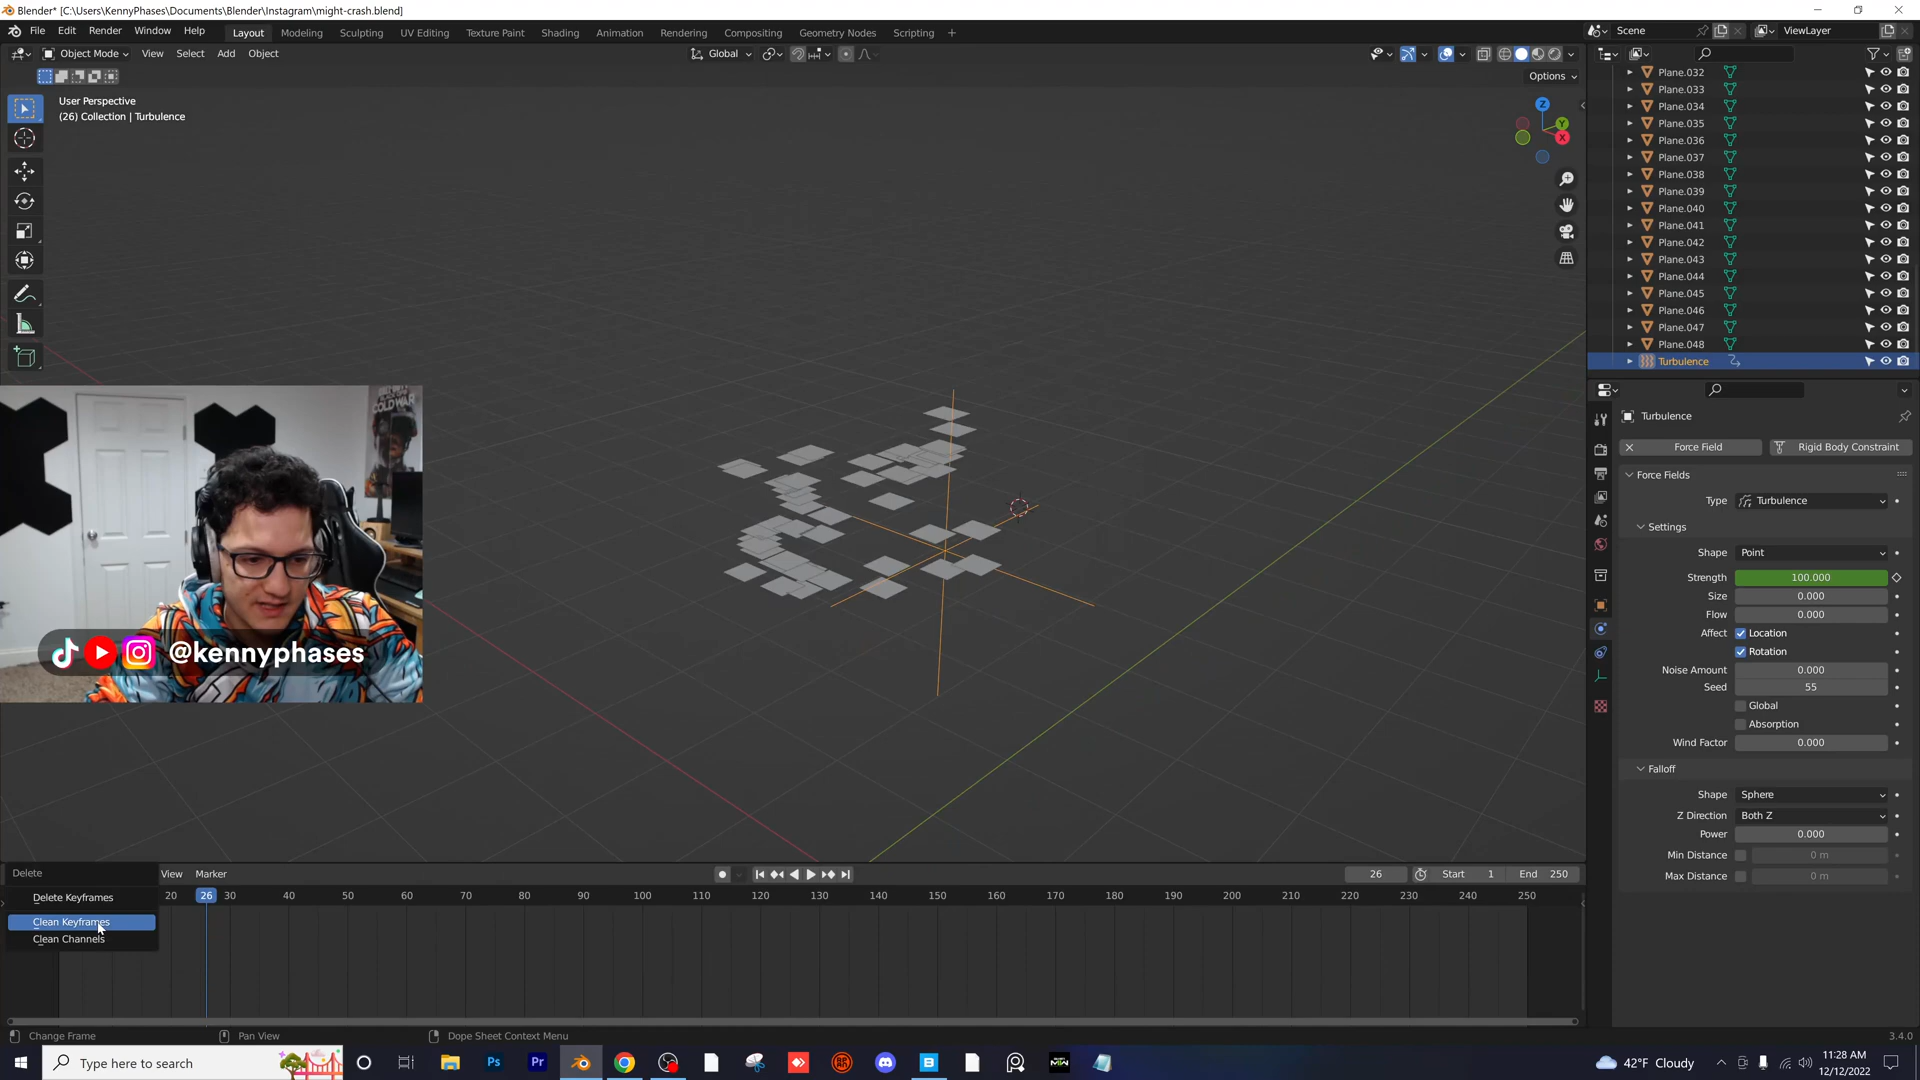 Blender* [C:\Users\KennyPhases\Documents\Blender\Instagram\might-crash.blend]
File Edit Render Window Help Layout Modeling Sculpting UV Editing Texture Paint Shading Animation Rendering Compositing Geometry Nodes Scripting Scene ViewLayer
Object Mode View Select Add Object Global
Options
User Perspective
(26) Collection | Turbulence
Z
Y
X
Plane.032
Plane.033
Plane.034
Plane.035
Plane.036
Plane.037
Plane.038
Plane.039
Plane.040
Plane.041
Plane.042
Plane.043
Plane.044
Plane.045
Plane.046
Plane.047
Plane.048
Turbulence
Turbulence
Force Field Rigid Body Constraint
Force Fields
Type Turbulence
Settings
Shape Point
Strength 100.000
Size 0.000
Flow 0.000
Affect Location
Rotation
Noise Amount 0.000
Seed 55
Global
Absorption
Wind Factor 0.000
Falloff
Shape Sphere
Z Direction Both Z
Power 0.000
Min Distance 0 m
Max Distance 0 m
COLD WAR
@kennyphases
Delete View Marker 26 Start 1 End 250
20 26 30 40 50 60 70 80 90 100 110 120 130 140 150 160 170 180 190 200 210 220 230 240 250
Delete Keyframes
Clean Keyframes
Clean Channels
Change Frame Pan View Dope Sheet Context Menu 3.4.0
Type here to search Ps Pr 42°F Cloudy 11:28 AM
12/12/2022